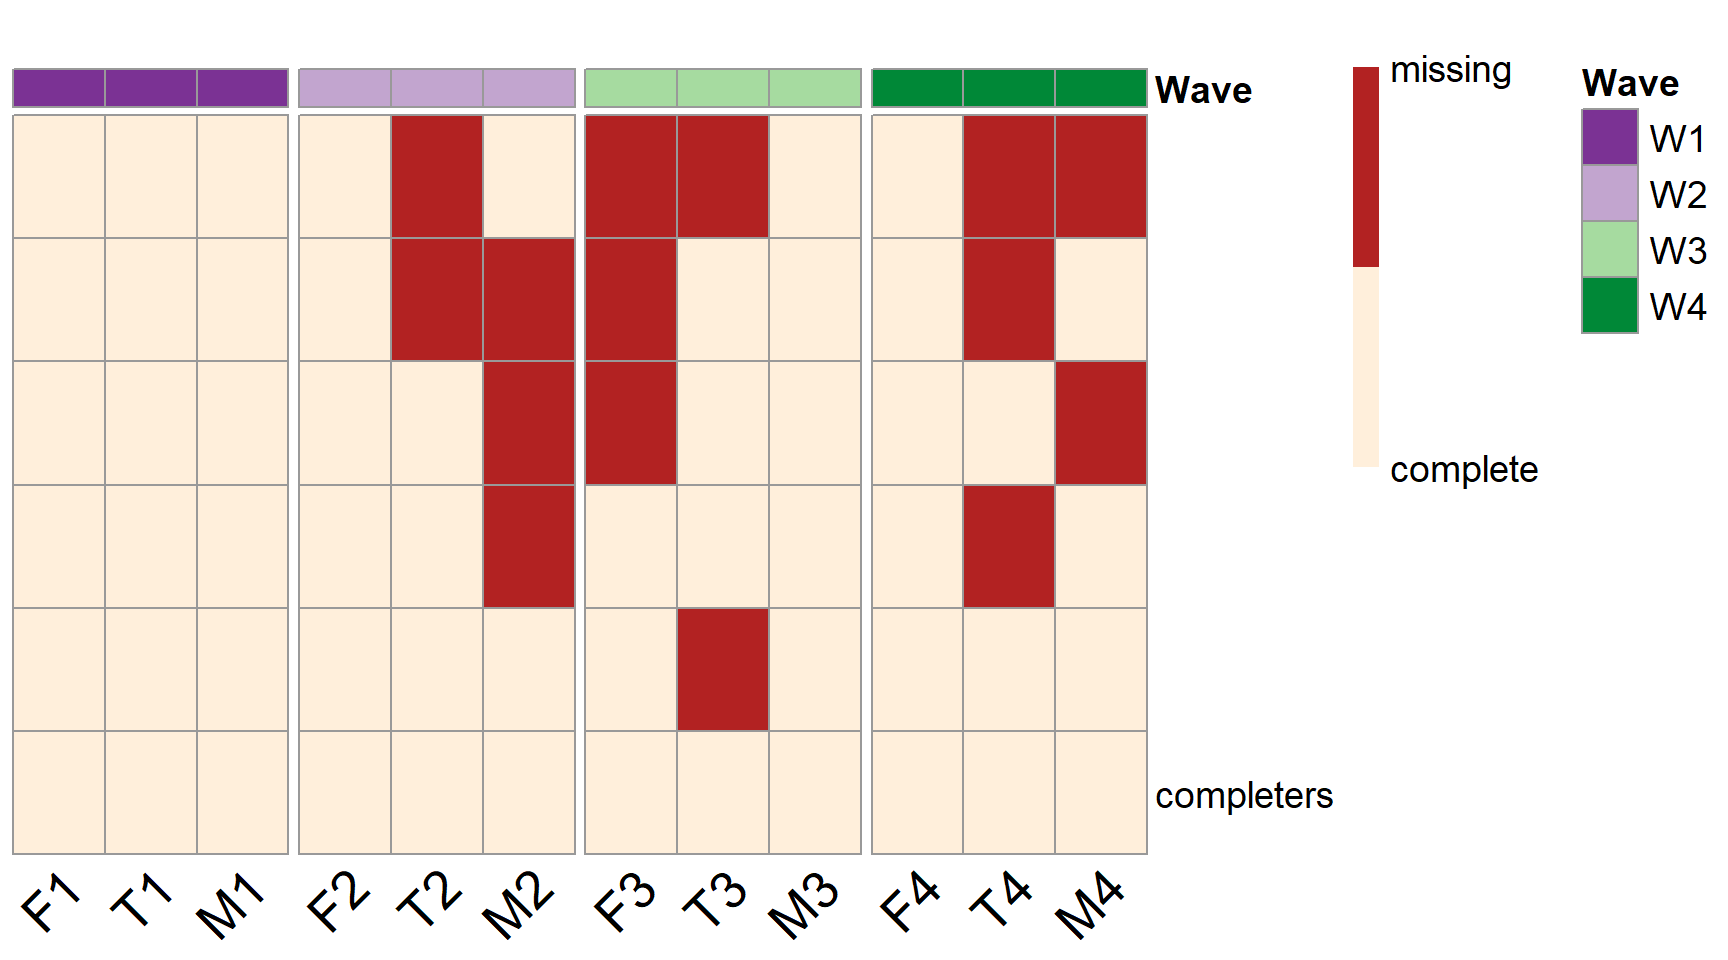 missing
Wave
Wave
W1
W2
W3
W4
complete
completers
F1 T1 M1 F2 T2 M2 F3 T3 M3 F4 T4 M4